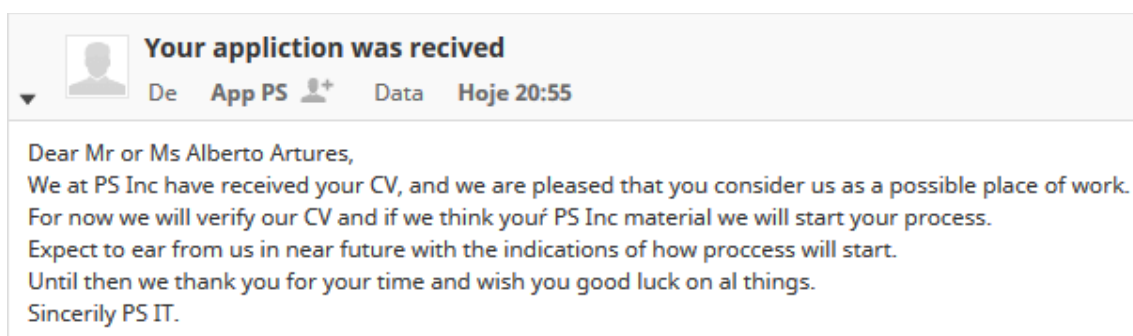 Your appliction was recived
De App PS Data Hoje 20:55
Dear Mr or Ms Alberto Artures,
We at PS Inc have received your CV, and we are pleased that you consider us as a possible place of work.
For now we will verify our CV and if we think youŕ PS Inc material we will start your process.
Expect to ear from us in near future with the indications of how proccess will start.
Until then we thank you for your time and wish you good luck on al things.
Sincerily PS IT.